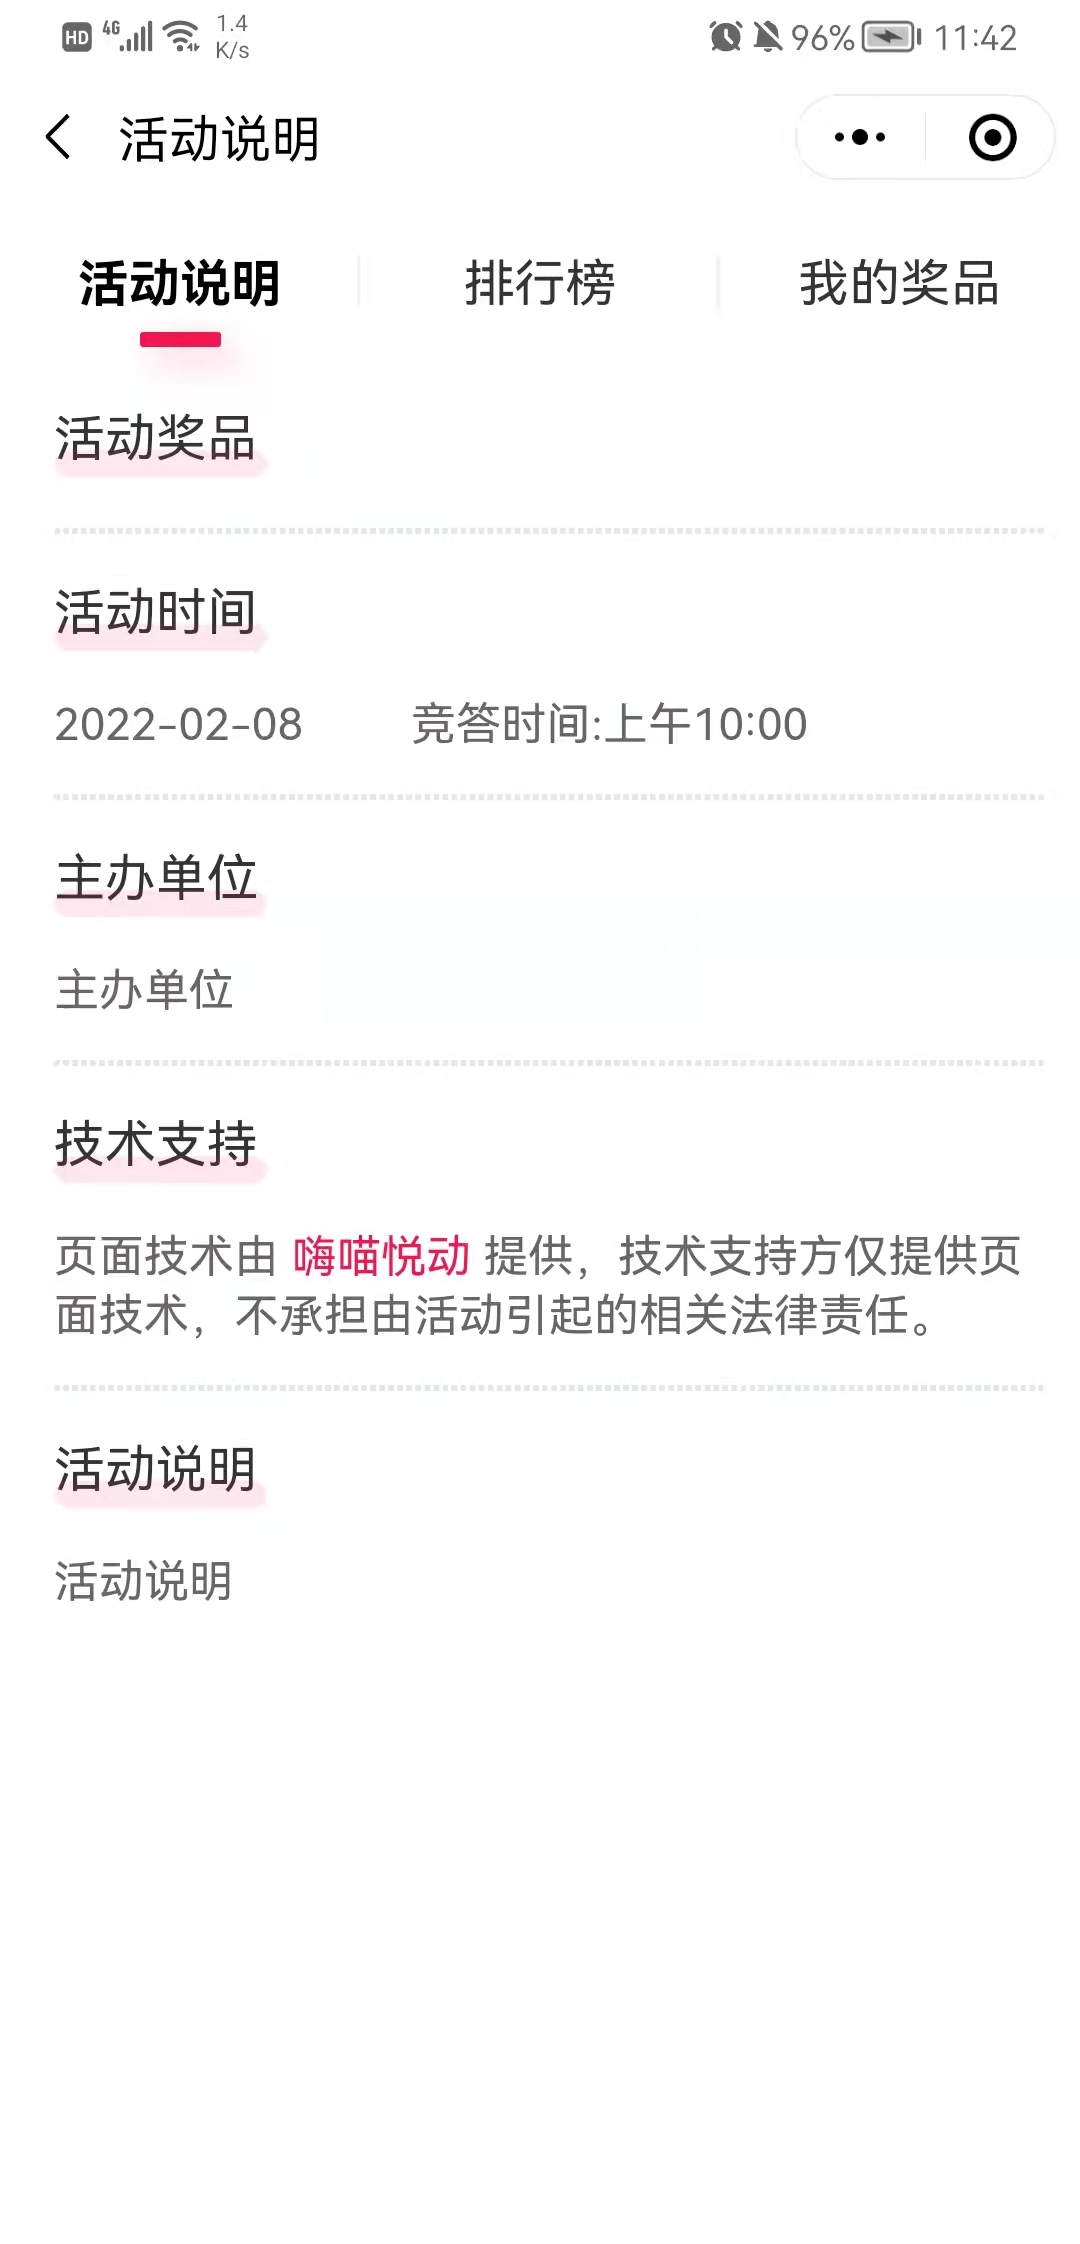 HD 4G 1.4 K/s 96% 11:42
活动说明
活动说明 排行榜 我的奖品
活动奖品
活动时间
2022-02-08 竞答时间:上午10:00
主办单位
主办单位
技术支持
页面技术由 嗨喵悦动 提供，技术支持方仅提供页
面技术，不承担由活动引起的相关法律责任。
活动说明
活动说明